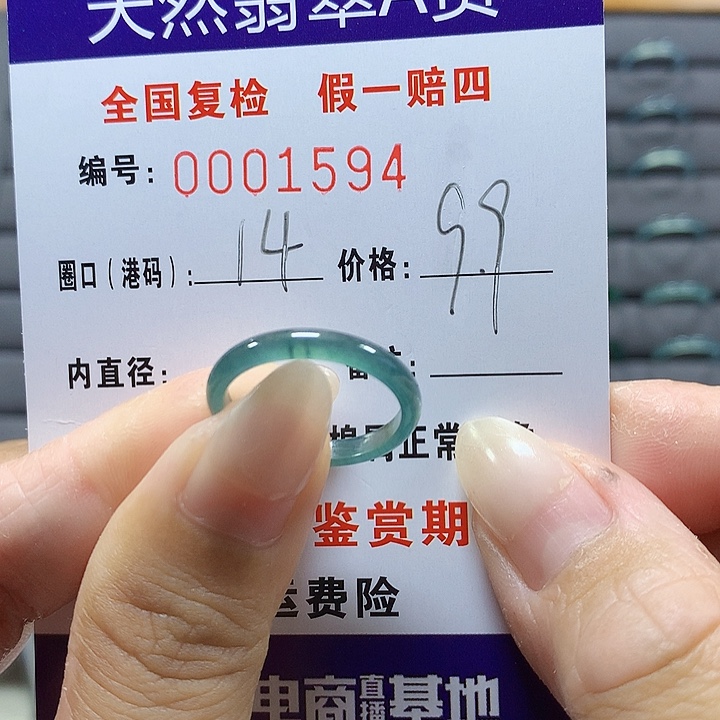 天然翡翠A货
全国复检 假一赔四
编号：0001594
圈口（港码）：14 价格：99
内直径：
鉴赏期
运费险
电商直播基地